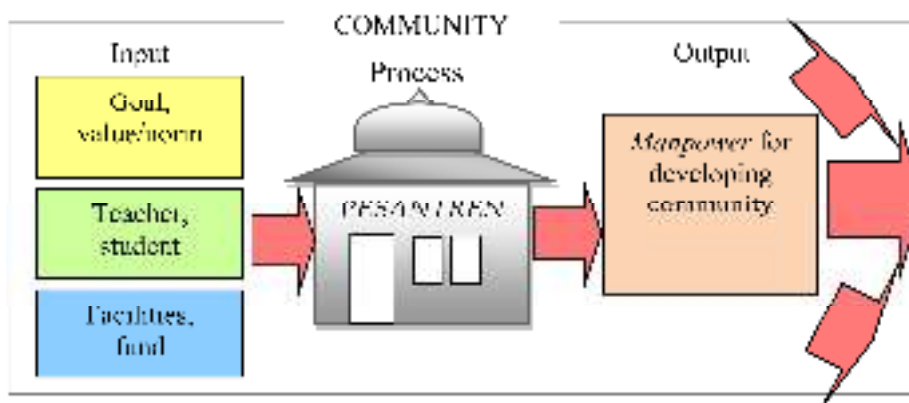 COMMUNITY
Input
Process
Output
Goal,
value/norm
Teacher,
student
Facilities,
fund
PESANTREN
Manpower for
developing
community